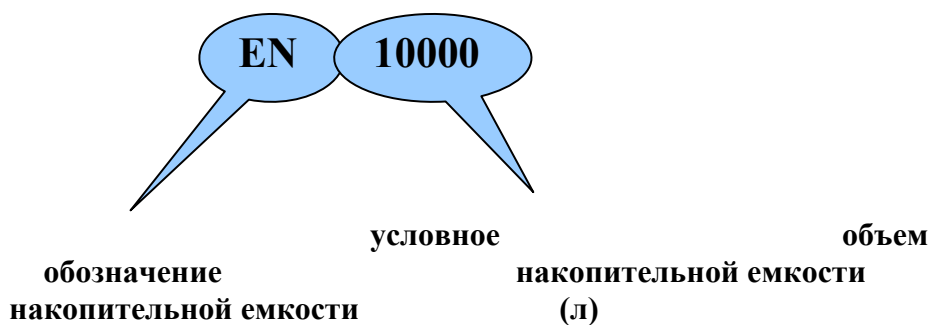 EN 10000
условное объем
обозначение накопительной емкости
накопительной емкости (л)